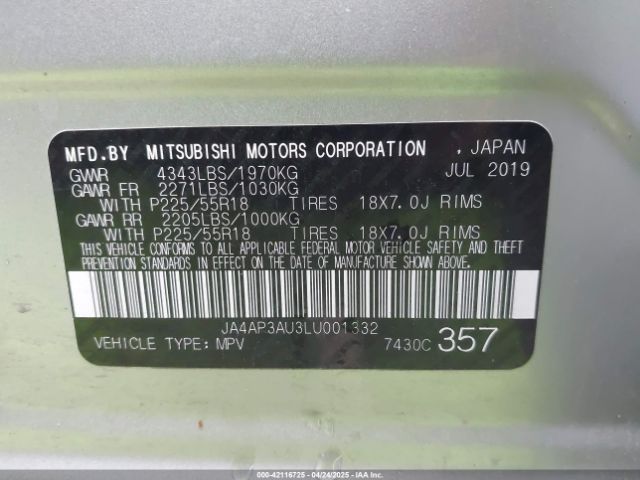 MFD.BY MITSUBISHI MOTORS CORPORATION , JAPAN
GVWR 4343LBS/1970KG JUL 2019
GAWR FR 2271LBS/1030KG
WITH P225/55R18 TIRES 18X7.0J RIMS
GAWR RR 2205LBS/1000KG
WITH P225/55R18 TIRES 18X7.0J RIMS
THIS VEHICLE CONFORMS TO ALL APPLICABLE FEDERAL MOTOR VEHICLE SAFETY AND THEFT
PREVENTION STANDARDS IN EFFECT ON THE DATE OF MANUFACTURE SHOWN ABOVE.
JA4AP3AU3LU001332
VEHICLE TYPE: MPV 7430C 357
000-42116725 - 04/24/2025 - IAAI.COM